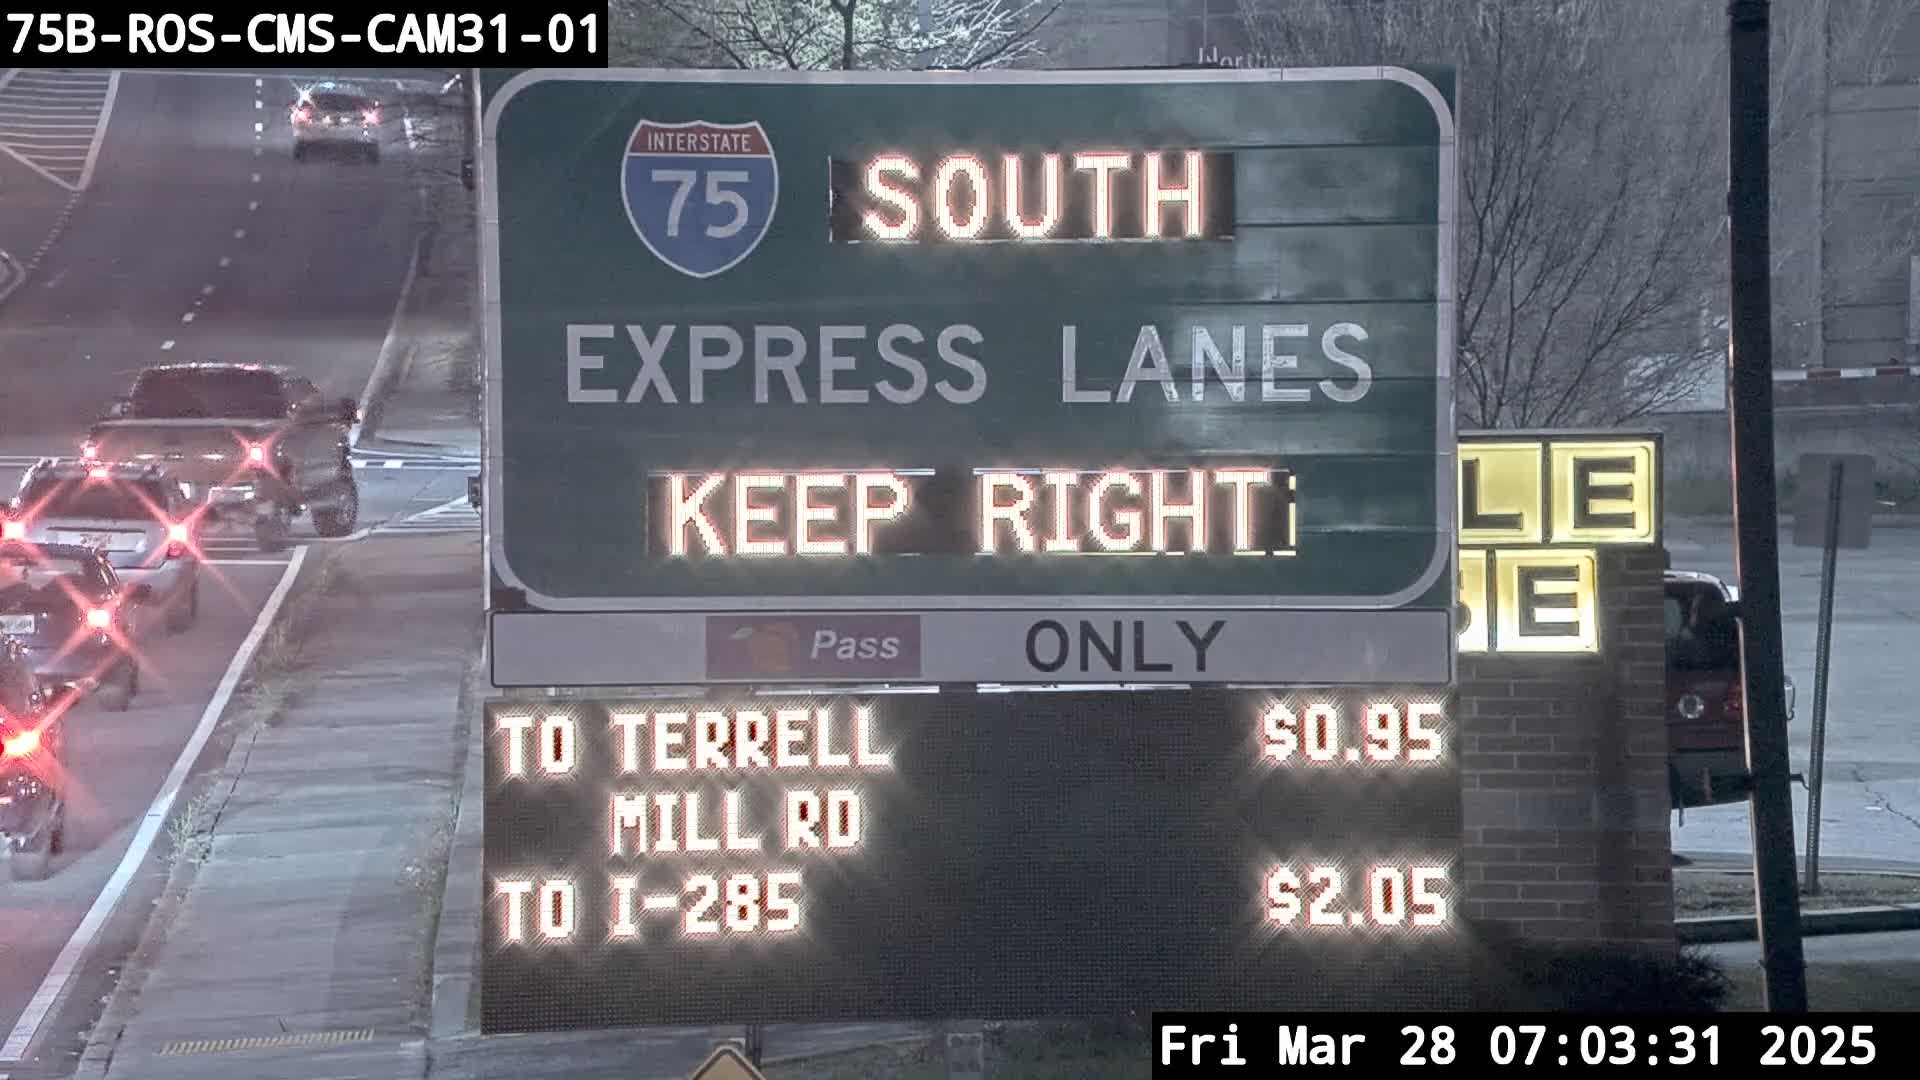 75B-ROS-CMS-CAM31-01
INTERSTATE
75
SOUTH
EXPRESS LANES
KEEP RIGHT
Pass ONLY
TO TERRELL $0.95
MILL RD
TO I-285 $2.05
LE
E
Fri Mar 28 07:03:31 2025